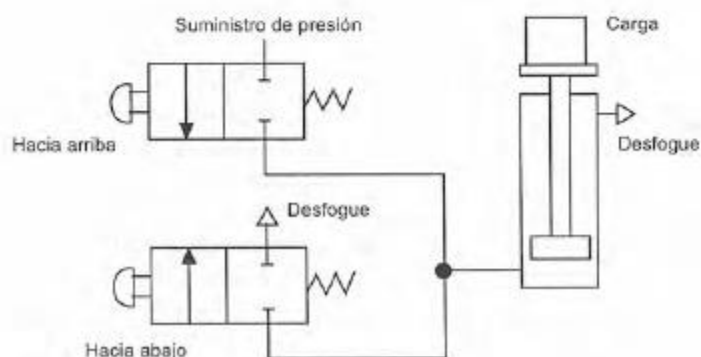 Suministro de presión
Carga
Hacia arriba
Desfogue
Desfogue
Hacia abajo